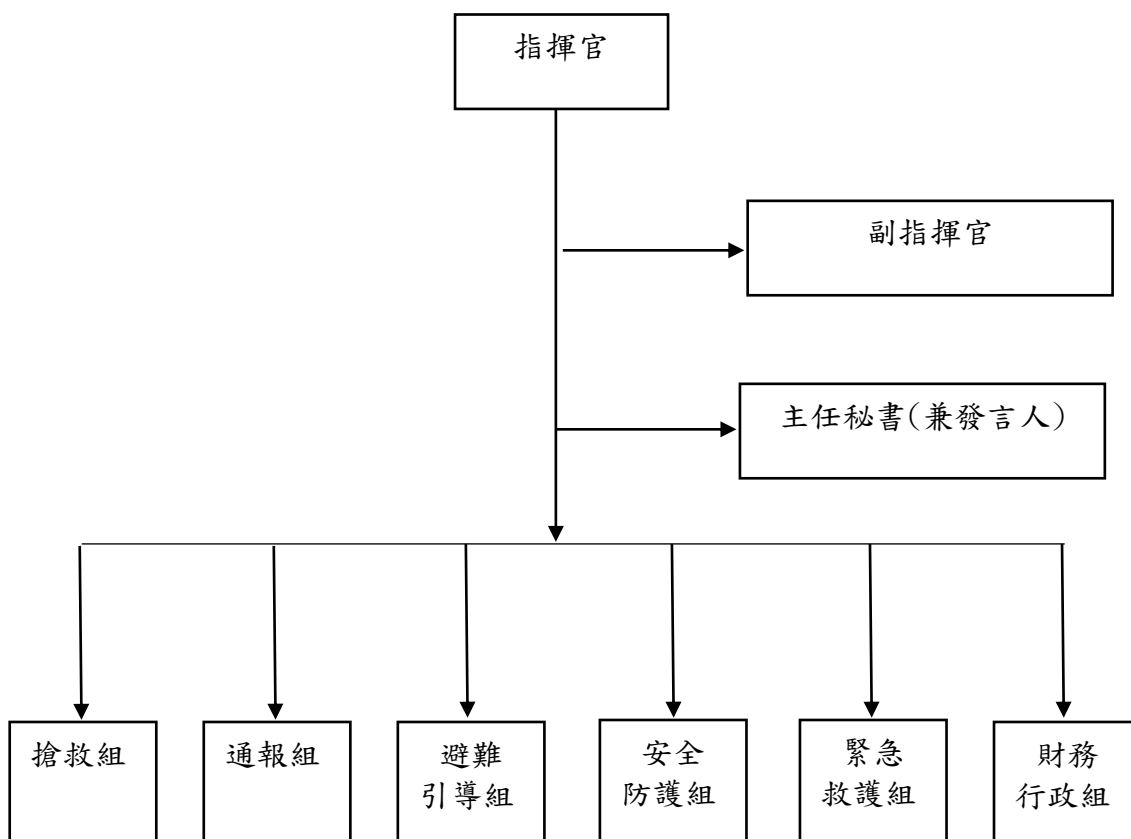 指揮官
副指揮官
主任秘書(兼發言人)
搶救組
通報組
避難
引導組
安全
防護組
緊急
救護組
財務
行政組